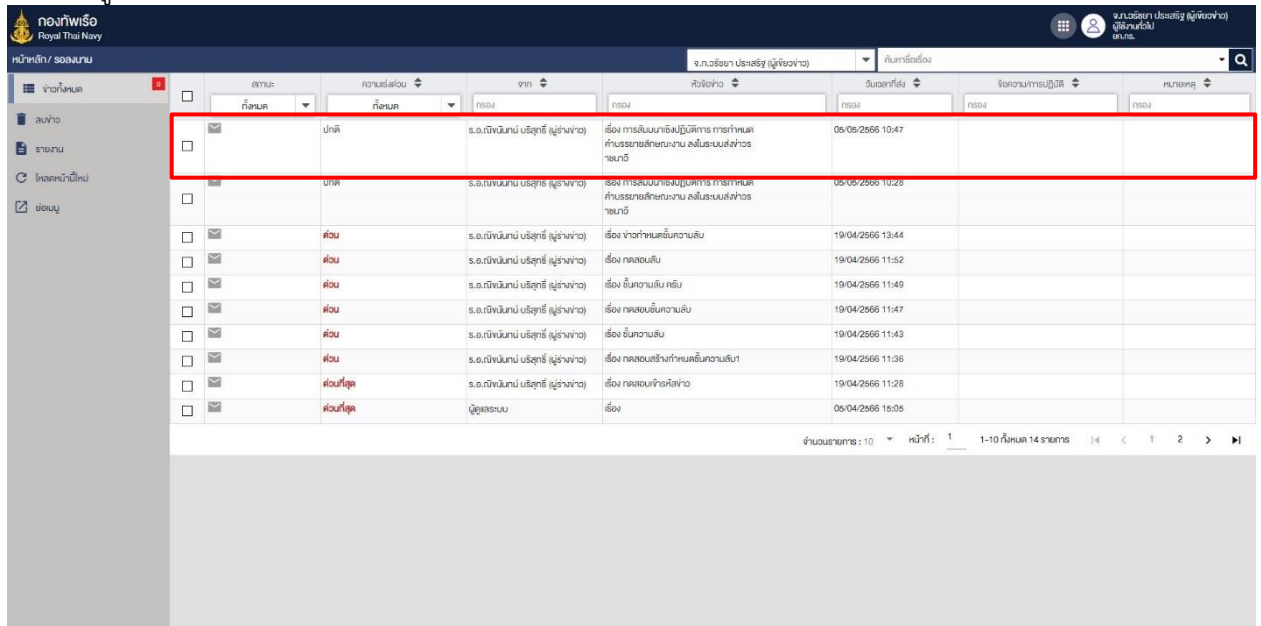 กองทัพเรือ
Royal Thai Navy
จ.ท.วรัชยา ประเสริฐ (ผู้เขียวข่าว)
ผู้ใช้งานทั่วไป
ยก.ทร.
หน้าหลัก/ รอลงนาม
จ.ท.วรัชยา ประเสริฐ (ผู้เขียวข่าว)
ค้นหาชื่อเรื่อง
ข่าวทั้งหมด 0
ลบข่าว
รายงาน
โหลดหน้านี้ใหม่
ย่อเมนู
สถานะ ความเร่งด่วน จาก หัวข้อข่าว วันเวลาที่ส่ง ข้อความ/การปฏิบัติ หมายเหตุ
ทั้งหมด ทั้งหมด กรอง กรอง กรอง กรอง กรอง
ปกติ ร.อ.ณัฐนันทน์ บริสุทธิ์ (ผู้ร่างข่าว) เรื่อง การสัมมนาเชิงปฏิบัติการ การกำหนด 05/05/2566 10:47
คำบรรยายลักษณะงาน ลงในระบบส่งข่าวร
าชนาวี
ปกติ ร.อ.ณัฐนันทน์ บริสุทธิ์ (ผู้ร่างข่าว) เรื่อง การสัมมนาเชิงปฏิบัติการ การกำหนด 05/05/2566 10:28
คำบรรยายลักษณะงาน ลงในระบบส่งข่าวร
าชนาวี
ด่วน ร.อ.ณัฐนันทน์ บริสุทธิ์ (ผู้ร่างข่าว) เรื่อง ข่าวกำหนดชั้นความลับ 19/04/2566 13:44
ด่วน ร.อ.ณัฐนันทน์ บริสุทธิ์ (ผู้ร่างข่าว) เรื่อง ทดสอบลับ 19/04/2566 11:52
ด่วน ร.อ.ณัฐนันทน์ บริสุทธิ์ (ผู้ร่างข่าว) เรื่อง ชั้นความลับ ครับ 19/04/2566 11:49
ด่วน ร.อ.ณัฐนันทน์ บริสุทธิ์ (ผู้ร่างข่าว) เรื่อง ทดสอบชั้นความลับ 19/04/2566 11:47
ด่วน ร.อ.ณัฐนันทน์ บริสุทธิ์ (ผู้ร่างข่าว) เรื่อง ชั้นความลับ 19/04/2566 11:43
ด่วน ร.อ.ณัฐนันทน์ บริสุทธิ์ (ผู้ร่างข่าว) เรื่อง ทดสอบสร้างกำหนดชั้นความลับ1 19/04/2566 11:36
ด่วนที่สุด ร.อ.ณัฐนันทน์ บริสุทธิ์ (ผู้ร่างข่าว) เรื่อง ทดสอบเข้ารหัสข่าว 19/04/2566 11:28
ด่วนที่สุด ผู้ดูแลระบบ เรื่อง 05/04/2566 15:05
จำนวนรายการ : 10 หน้าที่ : 1 1-10 ทั้งหมด 14 รายการ 1 2